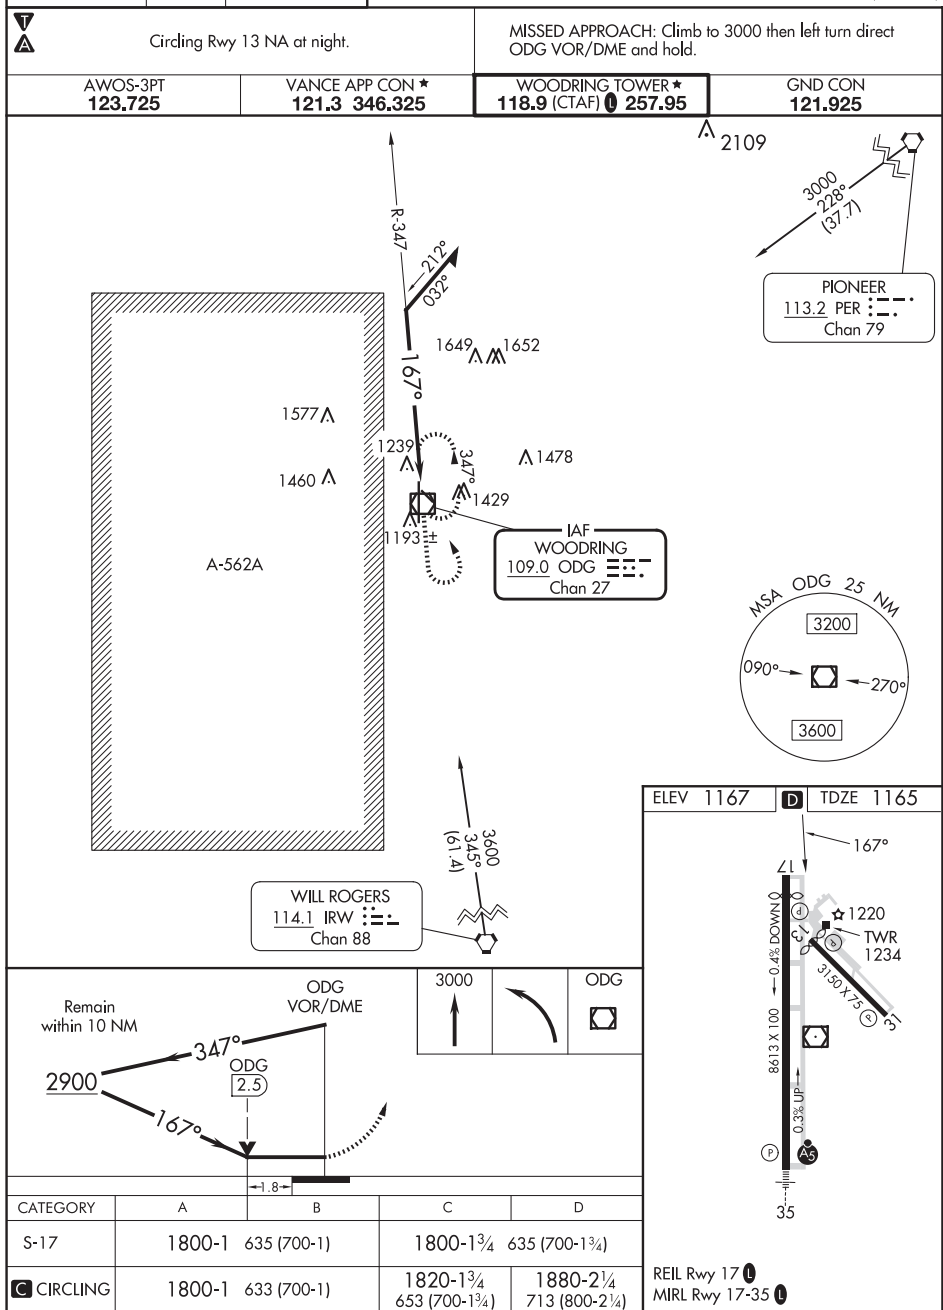 T
A
Circling Rwy 13 NA at night.
MISSED APPROACH: Climb to 3000 then left turn direct
ODG VOR/DME and hold.
AWOS-3PT
123.725
VANCE APP CON ★
121.3 346.325
WOODRING TOWER ★
118.9 (CTAF) L 257.95
GND CON
121.925
2109
3000
228°
(37.7)
PIONEER
113.2 PER
Chan 79
R-347
212°
032°
167°
1649
1652
1577
1239
347°
1478
1460
1429
1193 ±
A-562A
IAF
WOODRING
109.0 ODG
Chan 27
MSA ODG 25 NM
3200
090°
270°
3600
3600
345°
(61.4)
WILL ROGERS
114.1 IRW
Chan 88
ELEV 1167
D
TDZE 1165
167°
17
P
1220
TWR
1234
13
P
0.4% DOWN
3150 X 75
P
31
8613 X 100
0.3% UP
P
A5
35
REIL Rwy 17 L
MIRL Rwy 17-35 L
Remain
within 10 NM
ODG
VOR/DME
347°
2900
167°
ODG
2.5
1.8
3000
ODG
CATEGORY A B C D
S-17 1800-1 635 (700-1) 1800-1¾ 635 (700-1¾)
C CIRCLING 1800-1 633 (700-1) 1820-1¾ 653 (700-1¾) 1880-2¼ 713 (800-2¼)